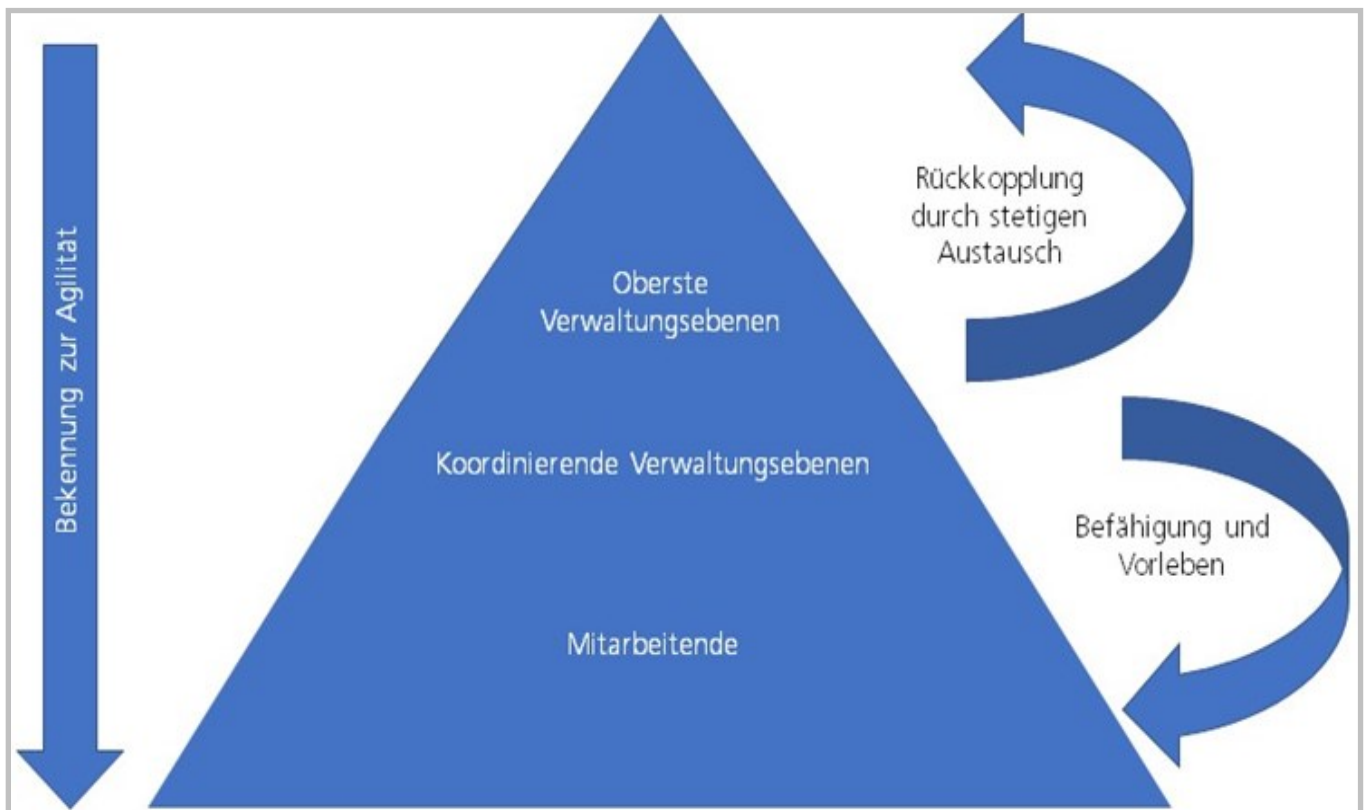 Bekennung zur Agilität
Oberste
Verwaltungsebenen
Koordinierende Verwaltungsebenen
Mitarbeitende
Rückkopplung
durch stetigen
Austausch
Befähigung und
Vorleben